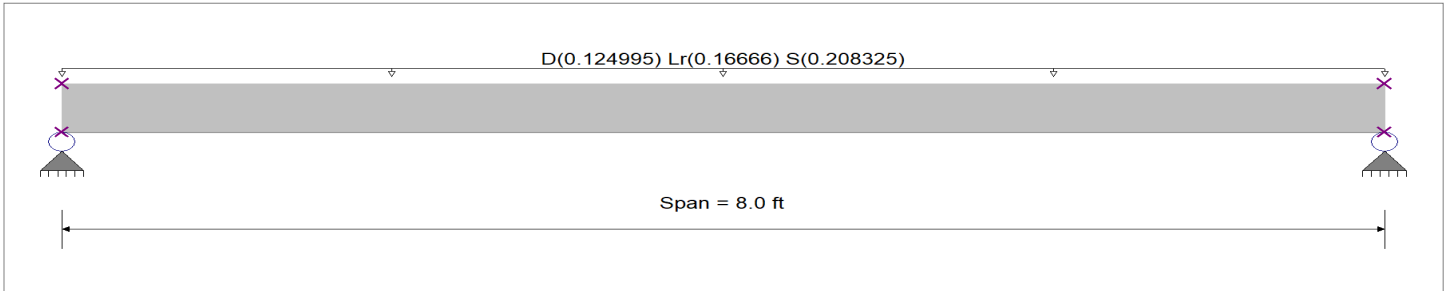 D(0.124995) Lr(0.16666) S(0.208325)
Span = 8.0 ft